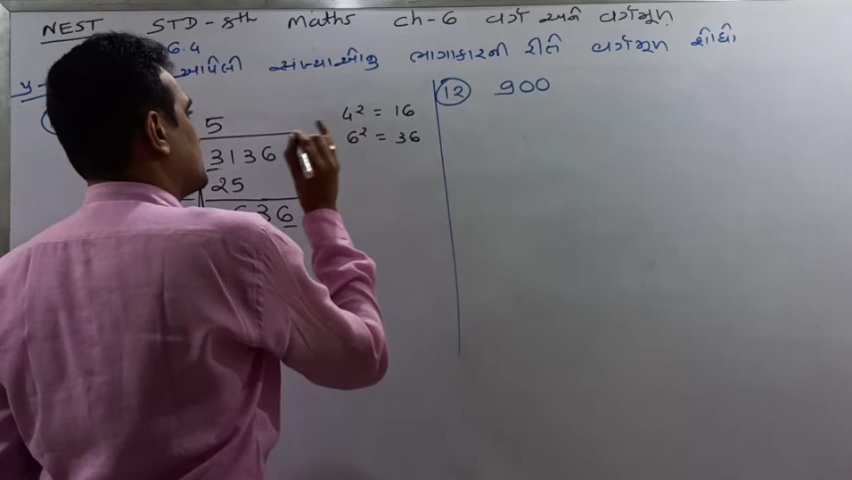 NEST STD-8th Maths Ch-6 વર્ગ અને વર્ગમૂળ
6.4
આપેલી સંખ્યાઓનું ભાગાકારની રીતે વર્ગમૂળ શોધો
5
3136
25
636
4² = 16
6² = 36
12 900